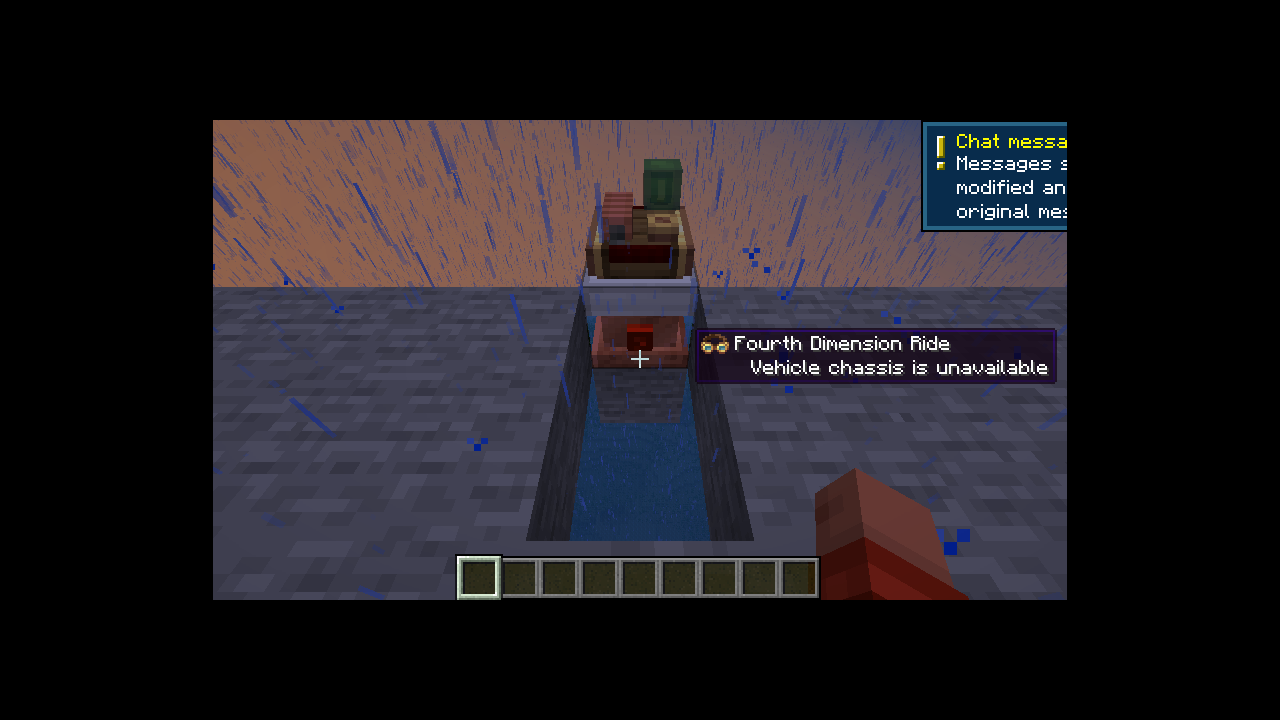 Chat messa
Messages s
modified an
original mes
Fourth Dimension Ride
Vehicle chassis is unavailable